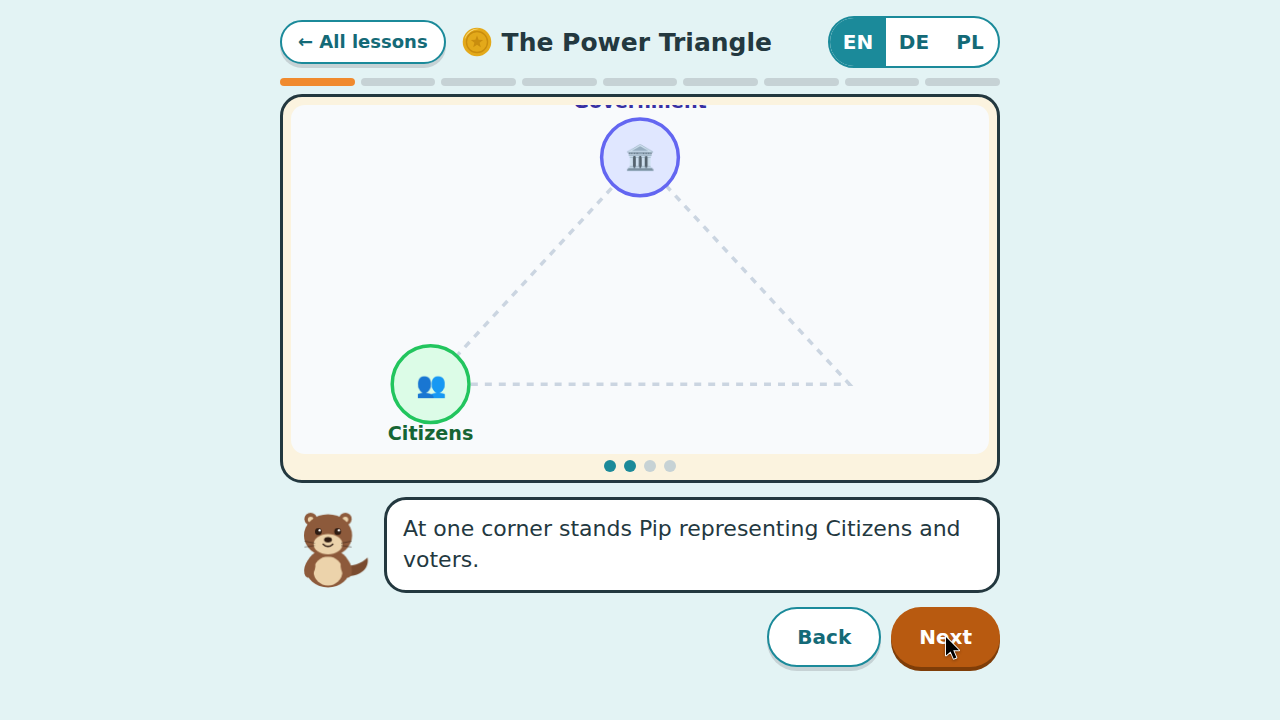 ← All lessons
The Power Triangle
EN DE PL
Government
Citizens
At one corner stands Pip representing Citizens and
voters.
Back
Next